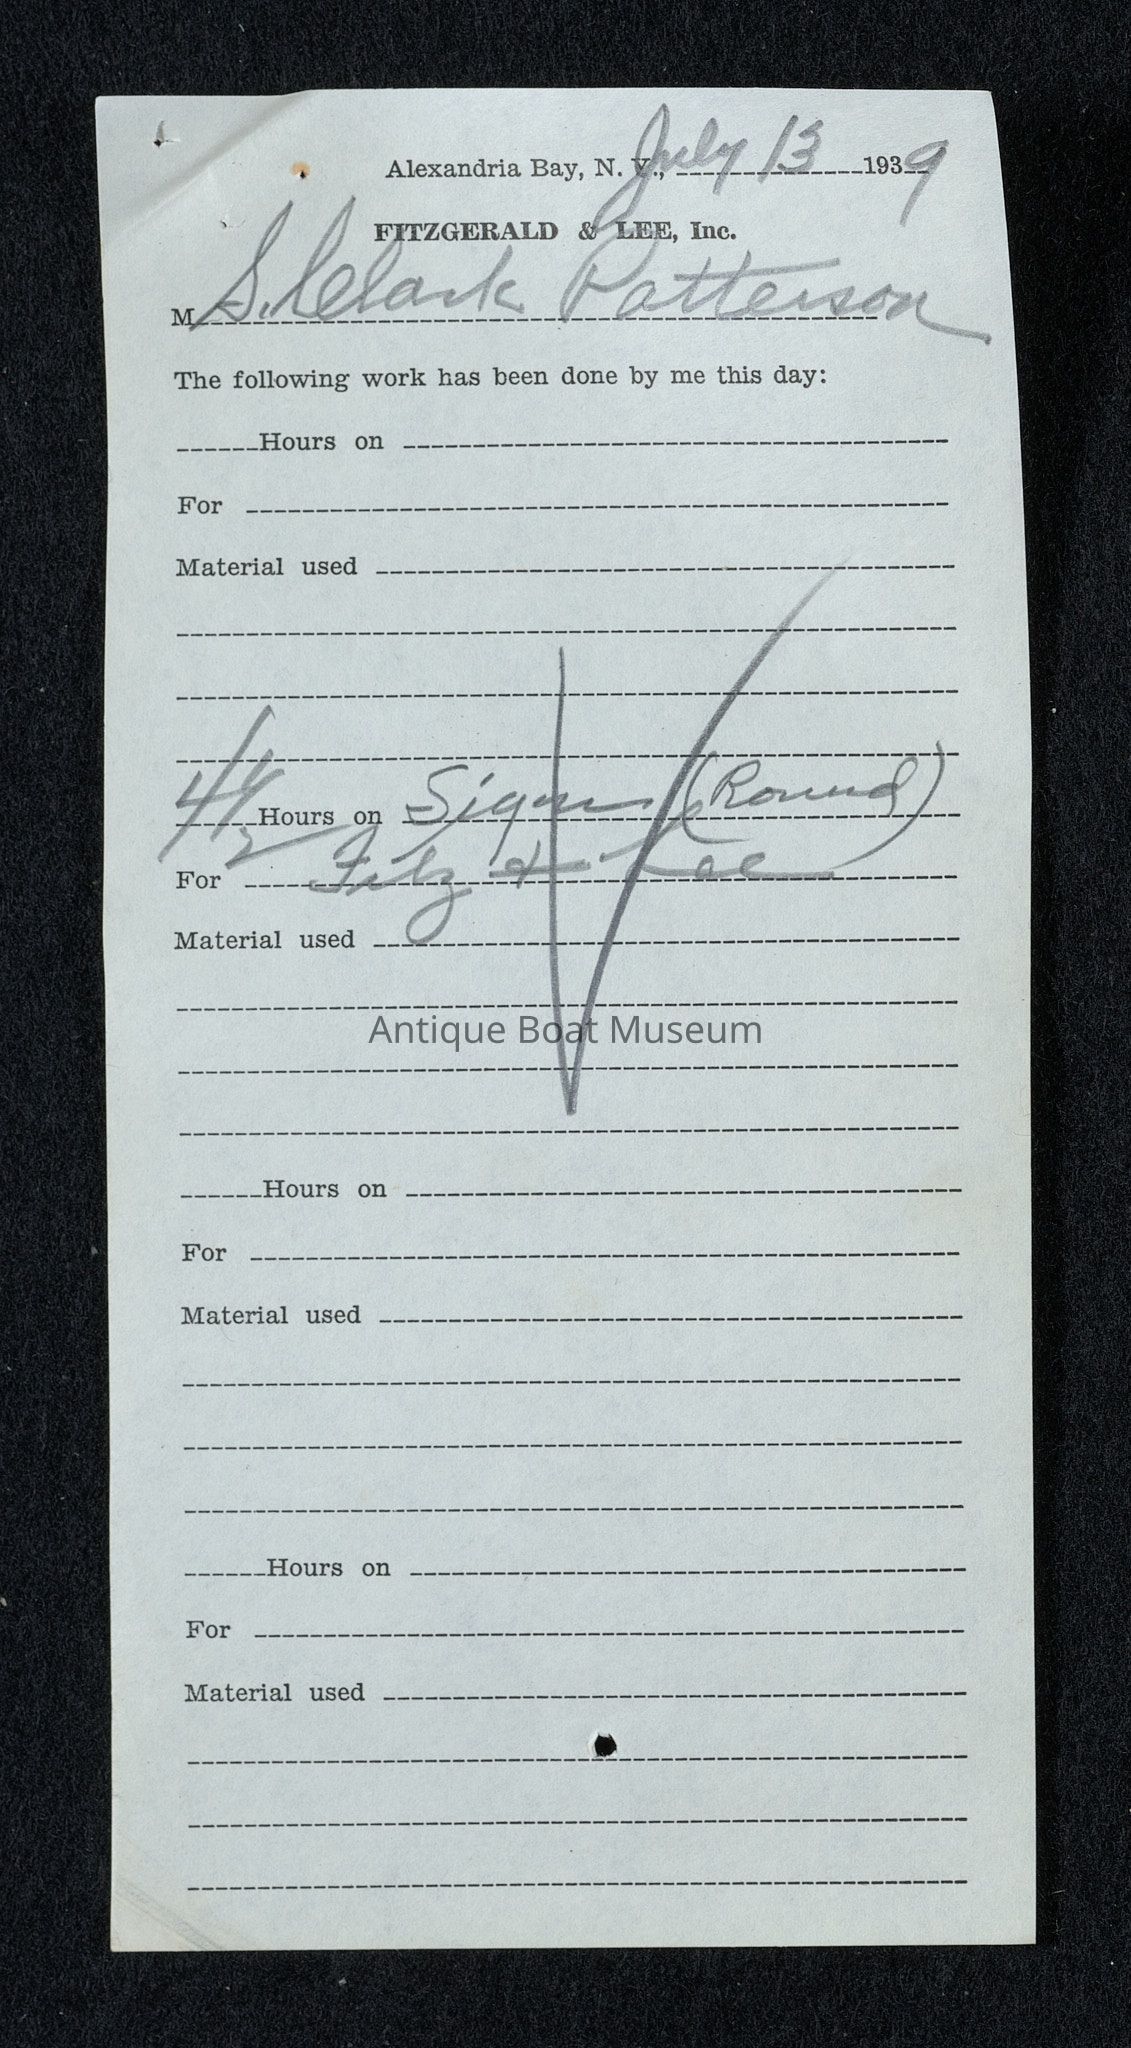 Alexandria Bay, N. Y., July 13 1939
FITZGERALD & LEE, Inc.
M S. Clark Patterson
The following work has been done by me this day:
Hours on
For
Material used
4 1/2 Hours on Signs (Round)
For Fitz & Lee
Material used
Antique Boat Museum
Hours on
For
Material used
Hours on
For
Material used